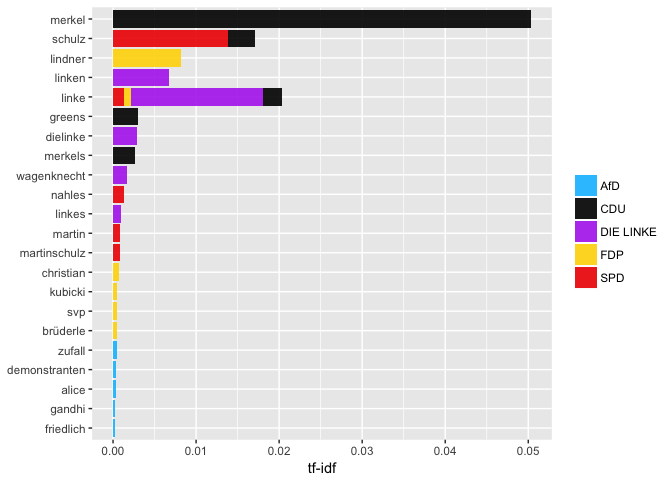 merkel
schulz
lindner
linken
linke
greens
dielinke
merkels
wagenknecht
nahles
linkes
martin
martinschulz
christian
kubicki
svp
brüderle
zufall
demonstranten
alice
gandhi
friedlich
0.00 0.01 0.02 0.03 0.04 0.05
tf-idf
AfD
CDU
DIE LINKE
FDP
SPD